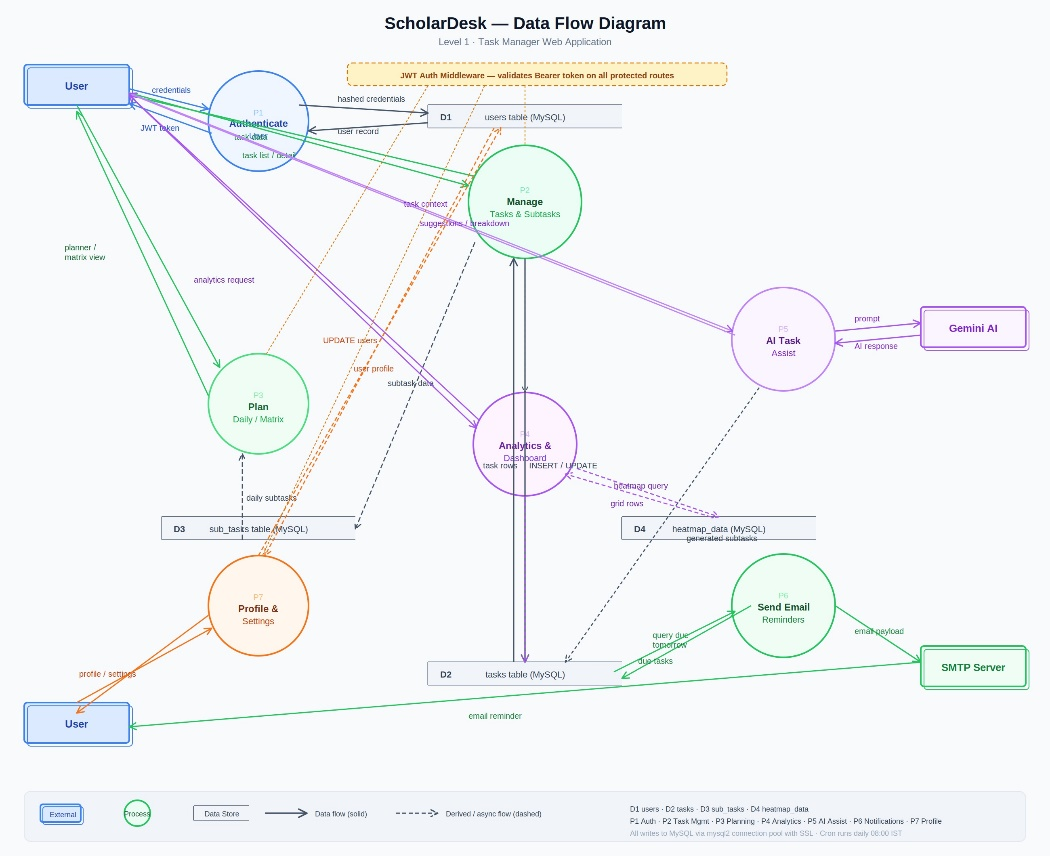 ScholarDesk — Data Flow Diagram
Level 1 · Task Manager Web Application
JWT Auth Middleware — validates Bearer token on all protected routes
User
credentials
JWT token
P1
Authenticate
User
task data
task list / detail
hashed credentials
user record
D1 users table (MySQL)
P2
Manage
Tasks & Subtasks
task context
suggestions / breakdown
planner /
matrix view
analytics request
P5
AI Task
Assist
prompt
AI response
Gemini AI
UPDATE users
user profile
subtask data
P3
Plan
Daily / Matrix
P4
Analytics &
Dashboard
task rows
INSERT / UPDATE
heatmap query
grid rows
daily subtasks
D3 sub_tasks table (MySQL)
D4 heatmap_data (MySQL)
generated subtasks
P7
Profile &
Settings
P6
Send Email
Reminders
query due
tomorrow
due tasks
email payload
D2 tasks table (MySQL)
SMTP Server
profile / settings
User
email reminder
External
Process
Data Store
Data flow (solid)
Derived / async flow (dashed)
D1 users · D2 tasks · D3 sub_tasks · D4 heatmap_data
P1 Auth · P2 Task Mgmt · P3 Planning · P4 Analytics · P5 AI Assist · P6 Notifications · P7 Profile
All writes to MySQL via mysql2 connection pool with SSL · Cron runs daily 08:00 IST